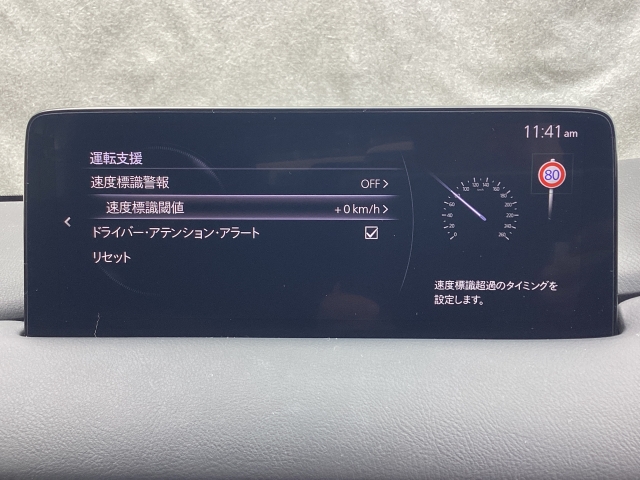 11:41 am
運転支援
速度標識警報 OFF
速度標識閾値 +0 km/h
ドライバー・アテンション・アラート
リセット
80
速度標識超過のタイミングを
設定します。